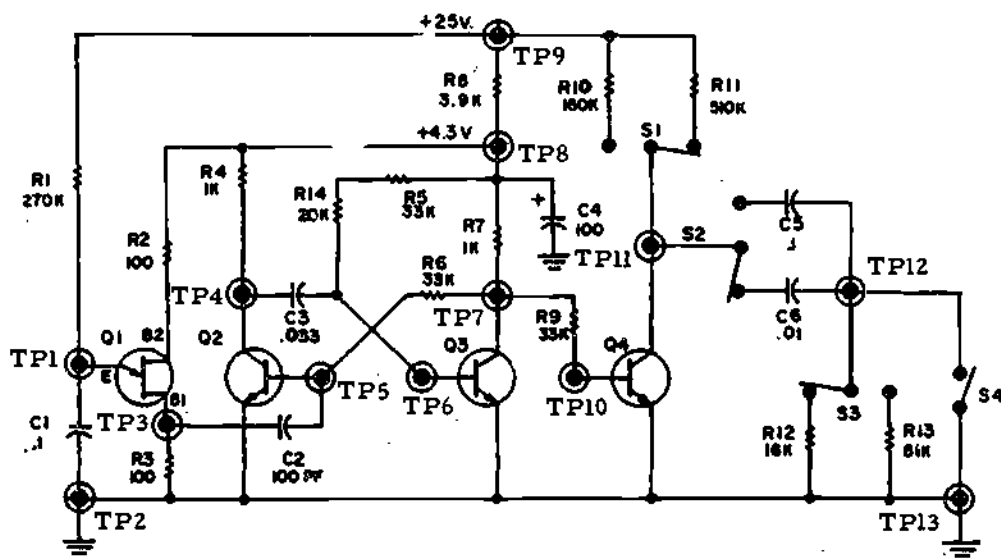 +25V.
TP9
R8
3.9K
R10
160K
R11
510K
+4.3V
TP8
S1
R1
270K
R4
1K
R14
20K
R5
33K
+
C4
100
R7
1K
R2
100
C5
.1
TP11
S2
TP12
TP4
R6
33K
C3
.033
TP7
R9
33K
C6
.01
TP1
Q1
B2
Q2
Q3
Q4
E
TP5
TP6
TP10
B1
TP3
S3
S4
C1
.1
R3
100
C2
100 PF
R12
16K
R13
61K
TP2
TP13